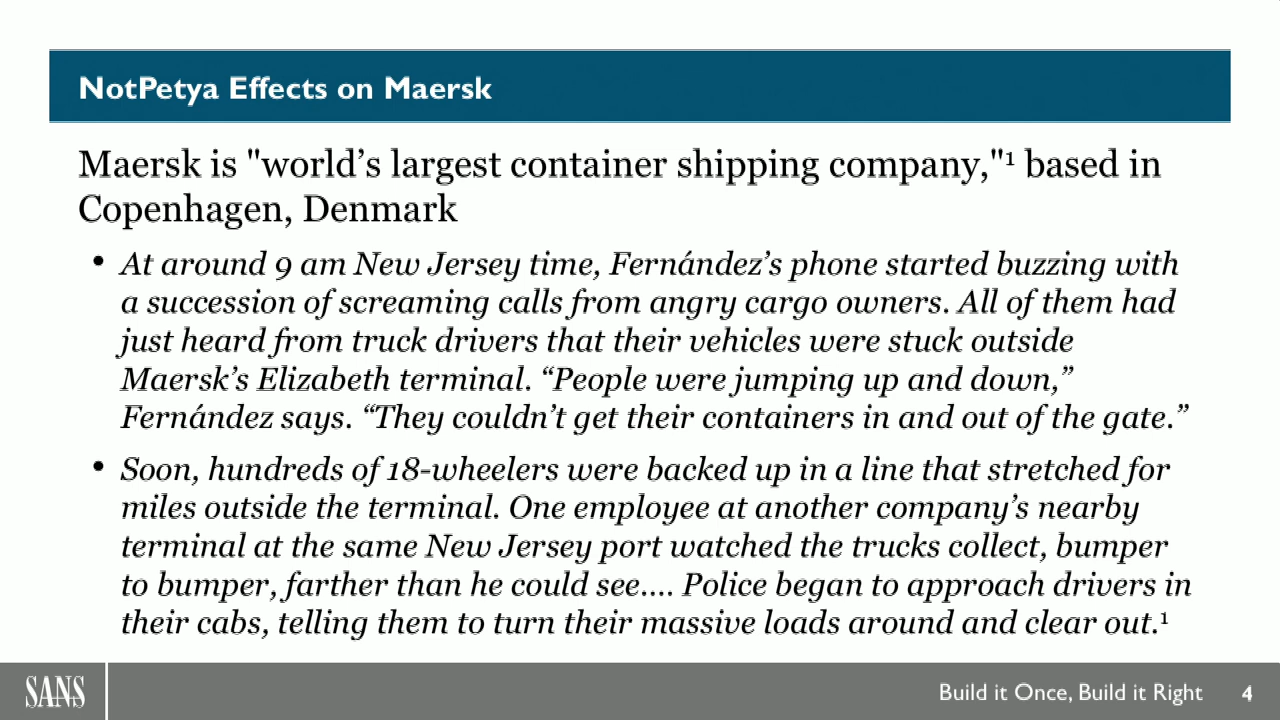 NotPetya Effects on Maersk
Maersk is "world’s largest container shipping company,"¹ based in
Copenhagen, Denmark
• At around 9 am New Jersey time, Fernández’s phone started buzzing with
a succession of screaming calls from angry cargo owners. All of them had
just heard from truck drivers that their vehicles were stuck outside
Maersk’s Elizabeth terminal. “People were jumping up and down,”
Fernández says. “They couldn’t get their containers in and out of the gate.”
• Soon, hundreds of 18-wheelers were backed up in a line that stretched for
miles outside the terminal. One employee at another company’s nearby
terminal at the same New Jersey port watched the trucks collect, bumper
to bumper, farther than he could see.... Police began to approach drivers in
their cabs, telling them to turn their massive loads around and clear out.¹
SANS
Build it Once, Build it Right 4